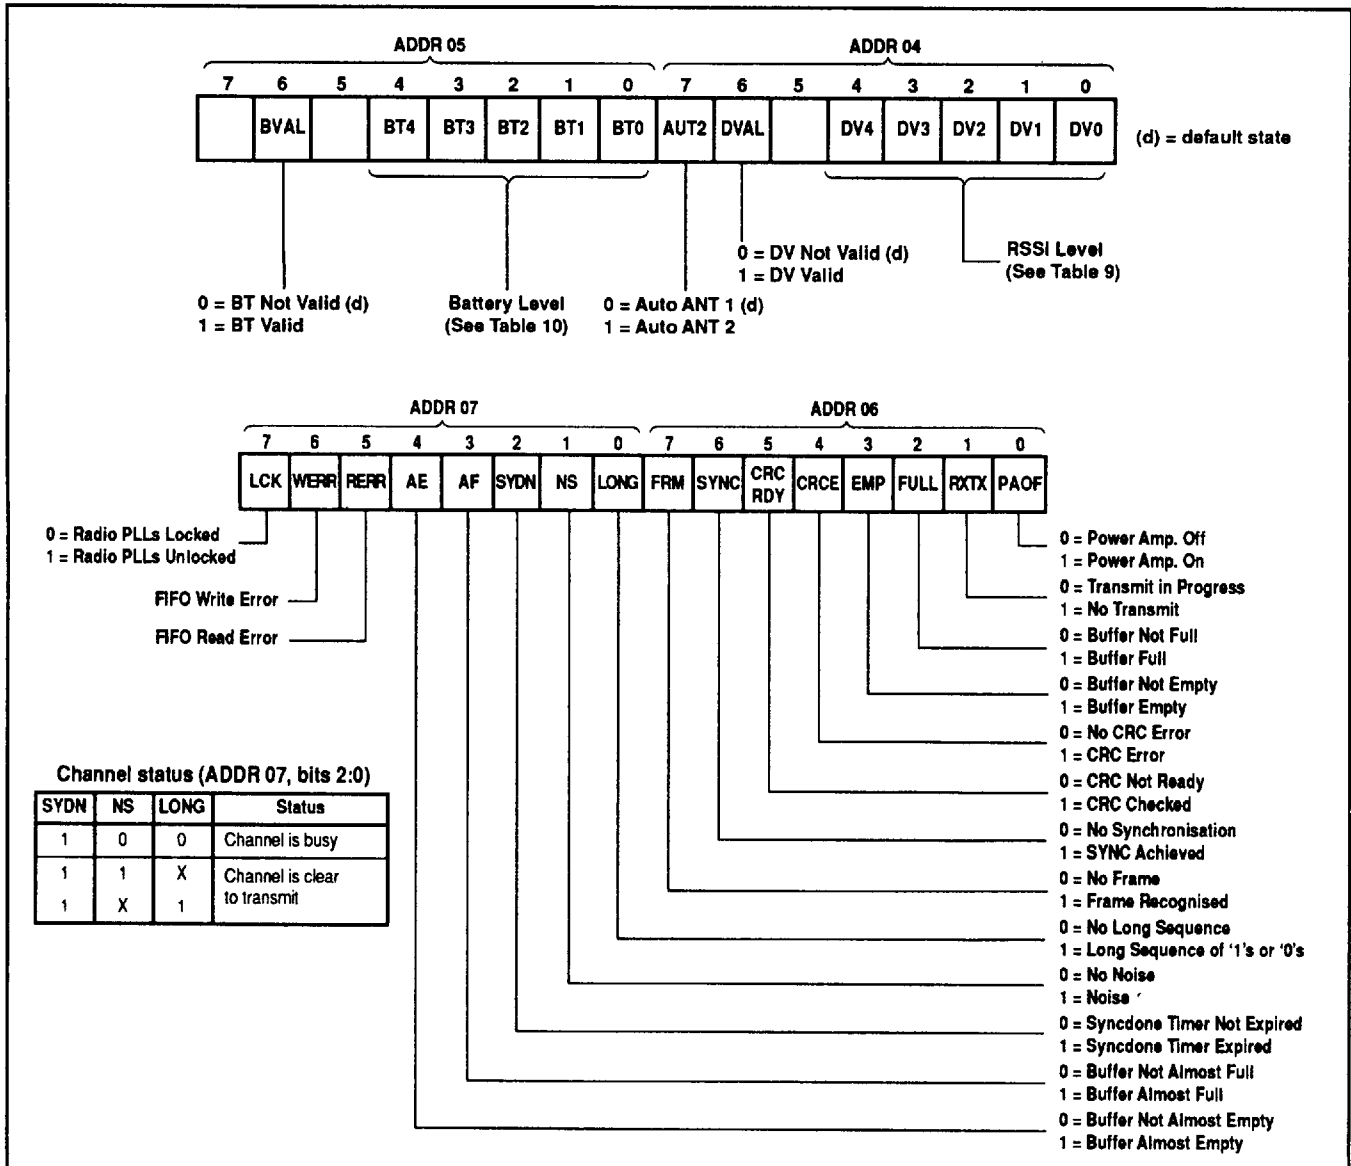 ADDR 05 ADDR 04
7 6 5 4 3 2 1 0 7 6 5 4 3 2 1 0
BVAL BT4 BT3 BT2 BT1 BT0 AUT2 DVAL DV4 DV3 DV2 DV1 DV0
(d) = default state
0 = BT Not Valid (d)
1 = BT Valid
Battery Level
(See Table 10)
0 = Auto ANT 1 (d)
1 = Auto ANT 2
0 = DV Not Valid (d)
1 = DV Valid
RSSI Level
(See Table 9)
ADDR 07 ADDR 06
7 6 5 4 3 2 1 0 7 6 5 4 3 2 1 0
LCK WERR RERR AE AF SYDN NS LONG FRM SYNC CRC RDY CRCE EMP FULL RXTX PAOF
0 = Radio PLLs Locked
1 = Radio PLLs Unlocked
FIFO Write Error
FIFO Read Error
0 = Power Amp. Off
1 = Power Amp. On
0 = Transmit in Progress
1 = No Transmit
0 = Buffer Not Full
1 = Buffer Full
0 = Buffer Not Empty
1 = Buffer Empty
0 = No CRC Error
1 = CRC Error
0 = CRC Not Ready
1 = CRC Checked
0 = No Synchronisation
1 = SYNC Achieved
0 = No Frame
1 = Frame Recognised
0 = No Long Sequence
1 = Long Sequence of '1's or '0's
0 = No Noise
1 = Noise
0 = Syncdone Timer Not Expired
1 = Syncdone Timer Expired
0 = Buffer Not Almost Full
1 = Buffer Almost Full
0 = Buffer Not Almost Empty
1 = Buffer Almost Empty
Channel status (ADDR 07, bits 2:0)
SYDN NS LONG Status
1 0 0 Channel is busy
1 1 X Channel is clear
1 X 1 to transmit